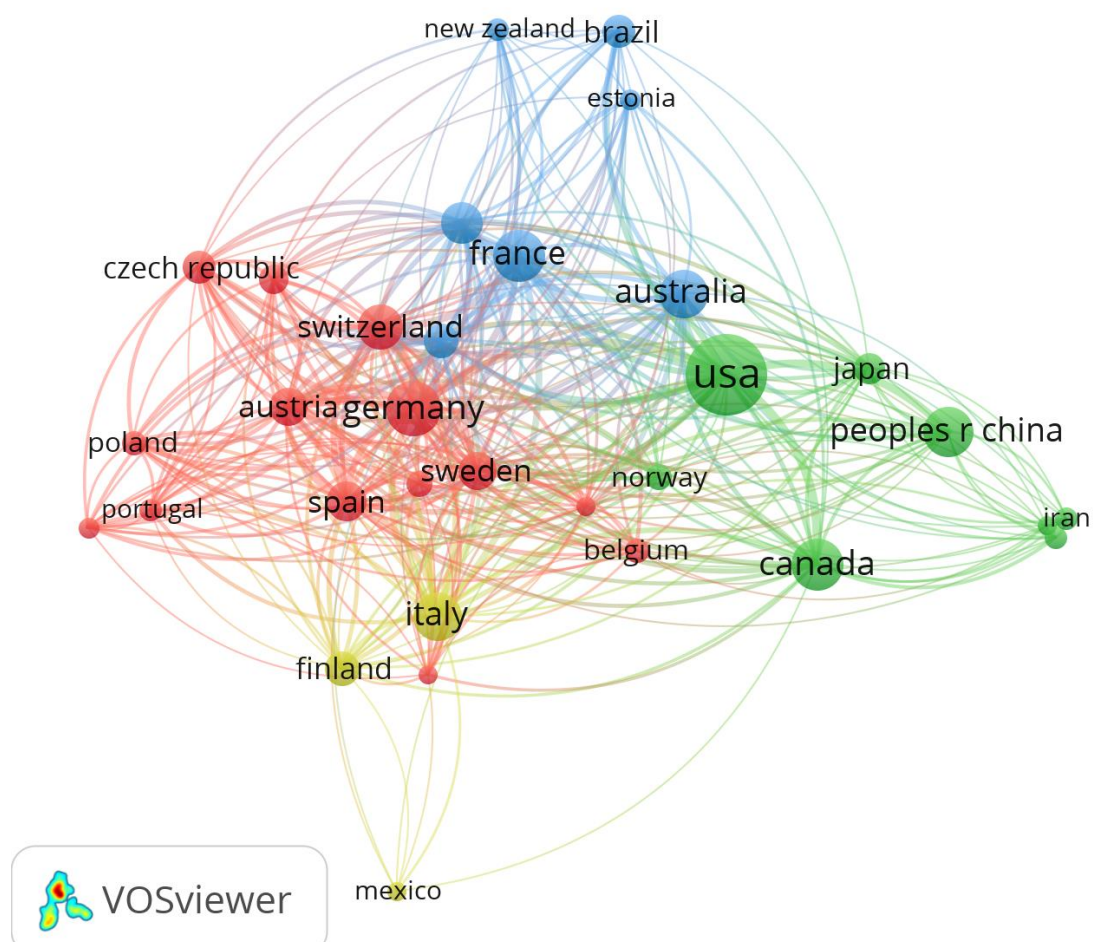 new zealand
brazil
estonia
france
czech republic
australia
switzerland
usa
japan
austria
germany
peoples r china
poland
sweden
norway
spain
portugal
iran
belgium
canada
italy
finland
mexico
VOSviewer